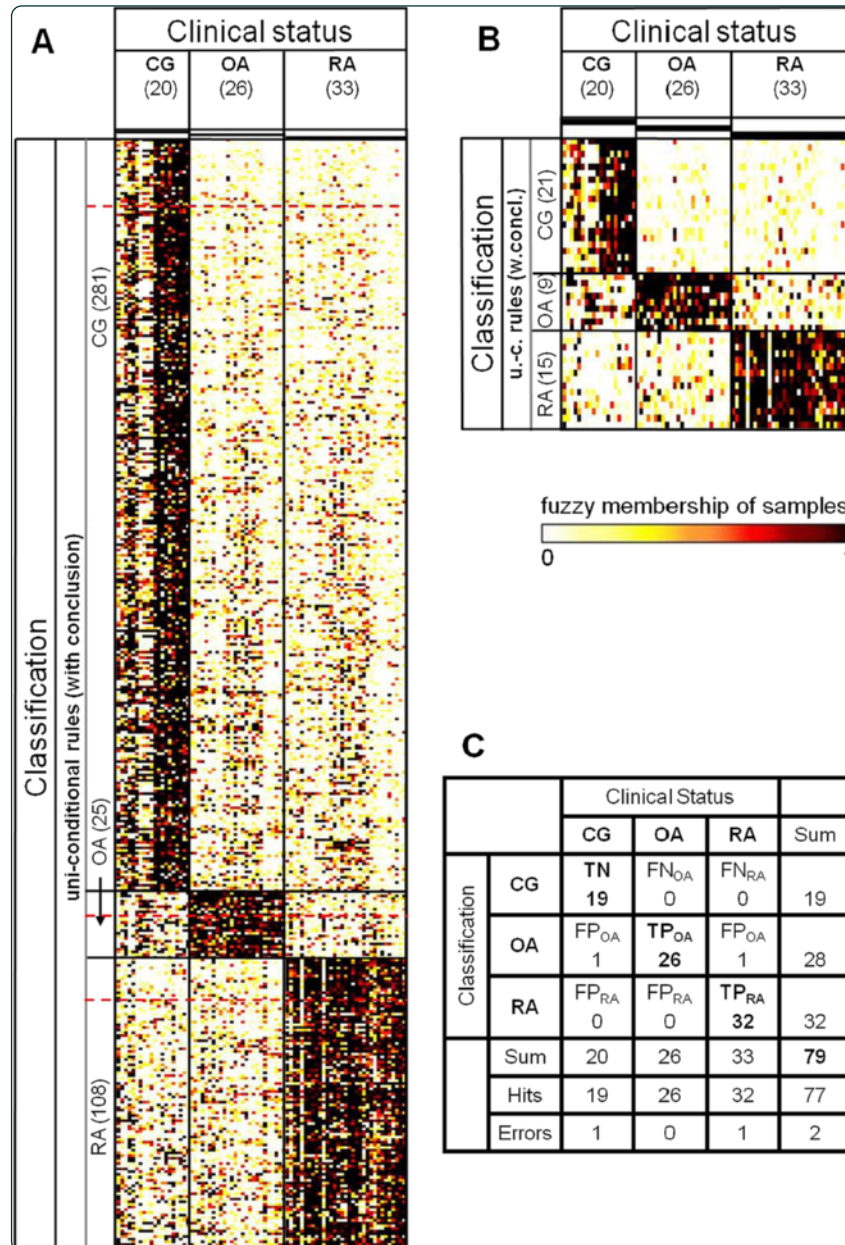 A
Clinical status
CG OA RA
(20) (26) (33)
Classification
uni-conditional rules (with conclusion)
CG (281)
OA (25)
RA (108)
B
Clinical status
CG OA RA
(20) (26) (33)
Classification
u.-c. rules (w.concl.)
CG (21)
OA (9)
RA (15)
fuzzy membership of samples
0
C
Clinical Status
CG OA RA Sum
Classification
CG TN 19 FNOA 0 FNRA 0 19
OA FPOA 1 TPOA 26 FPOA 1 28
RA FPRA 0 FPRA 0 TPRA 32 32
Sum 20 26 33 79
Hits 19 26 32 77
Errors 1 0 1 2